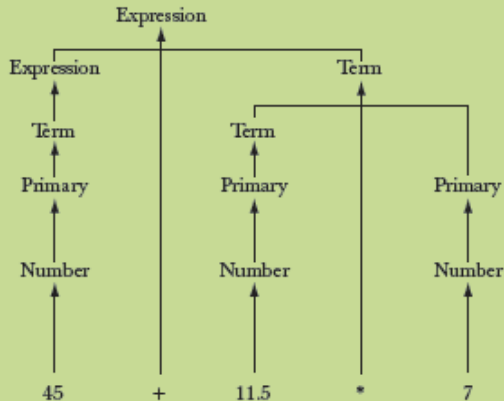 Expression
Expression Term
Term Term
Primary Primary Primary
Number Number Number
45 + 11.5 * 7